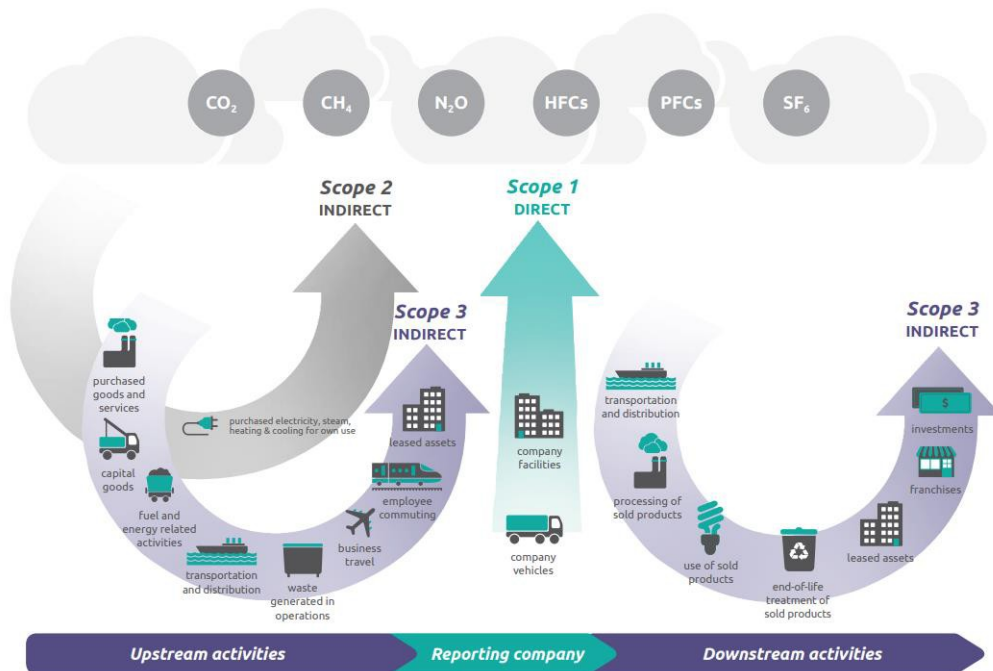 CO₂
CH₄
N₂O
HFCs
PFCs
SF₆
Scope 2
INDIRECT
Scope 1
DIRECT
Scope 3
INDIRECT
Scope 3
INDIRECT
purchased
goods and
services
capital
goods
fuel and
energy related
activities
transportation
and distribution
waste
generated in
operations
business
travel
employee
commuting
leased assets
purchased electricity, steam,
heating & cooling for own use
company
facilities
company
vehicles
transportation
and distribution
processing of
sold products
use of sold
products
end-of-life
treatment of
sold products
leased assets
franchises
investments
$
Upstream activities
Reporting company
Downstream activities